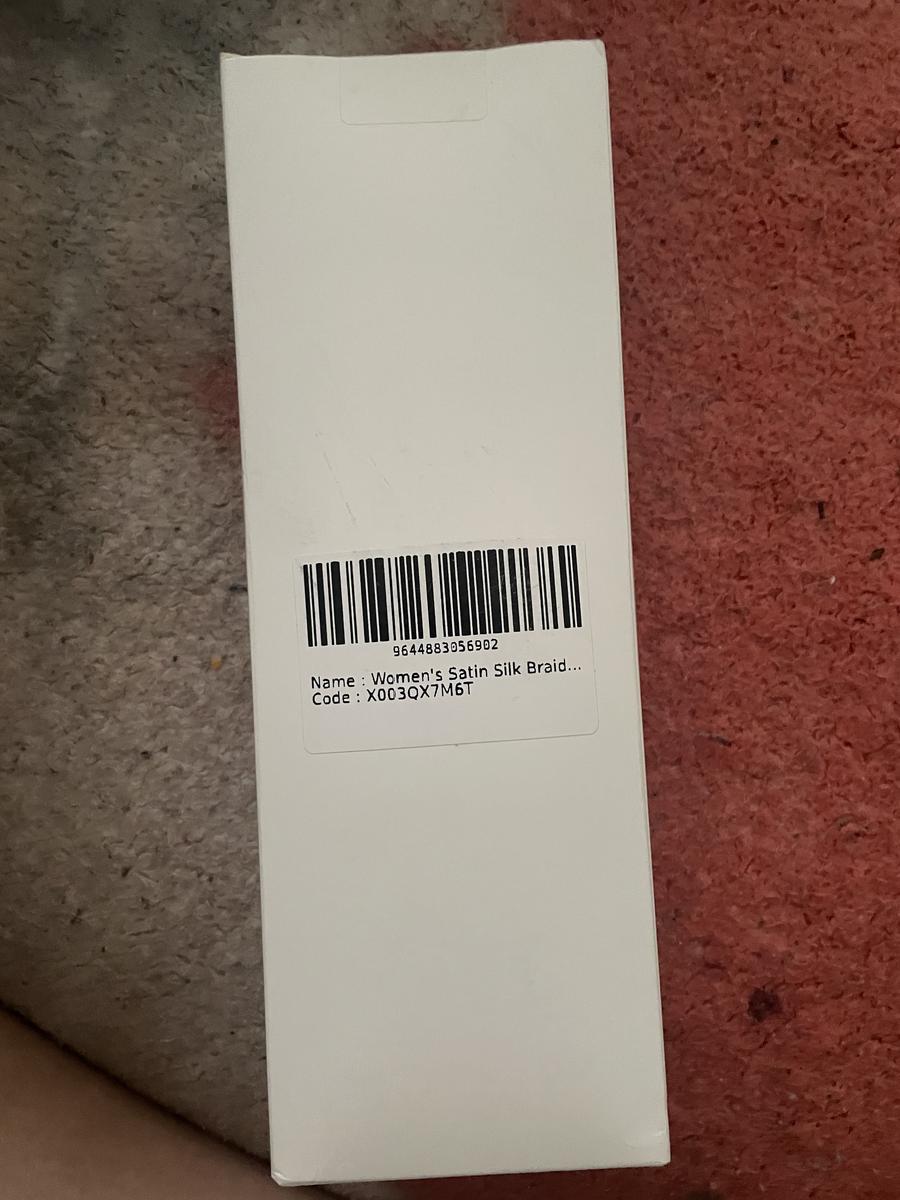 9644883056902
Name : Women's Satin Silk Braid...
Code : X003QX7M6T